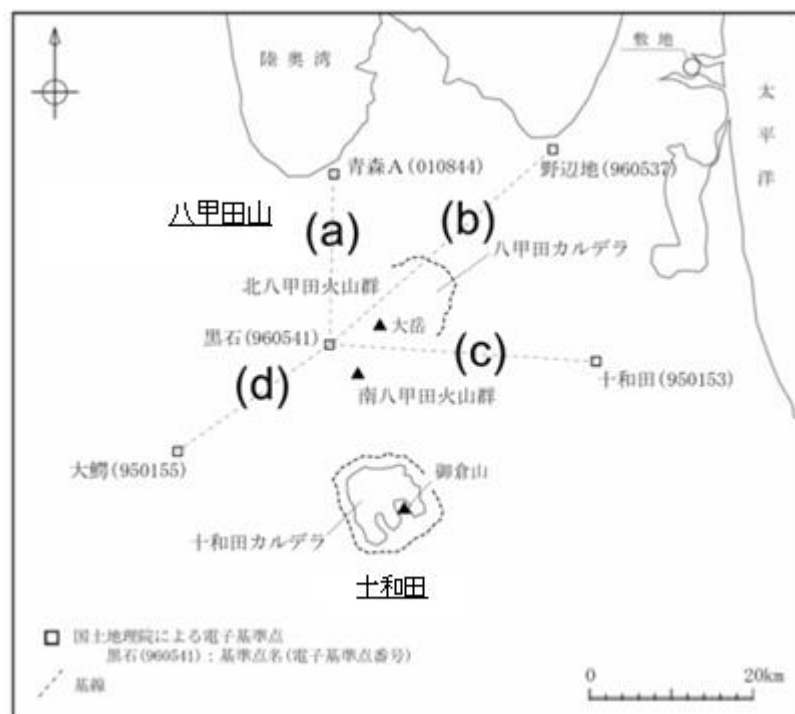 陸奥湾
敷地
太平洋
青森A(010844)
野辺地(960537)
八甲田山
(a)
(b)
八甲田カルデラ
北八甲田火山群
大岳
黒石(960541)
(c)
(d)
南八甲田火山群
十和田(950153)
大鰐(950155)
御倉山
十和田カルデラ
十和田
国土地理院による電子基準点
黒石(960541):基準点名(電子基準点番号)
基線
0
20km